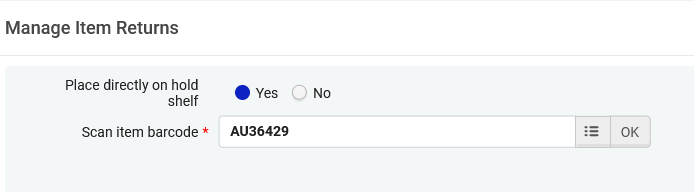 Manage Item Returns
Place directly on hold shelf
Yes No
Scan item barcode * AU36429 OK